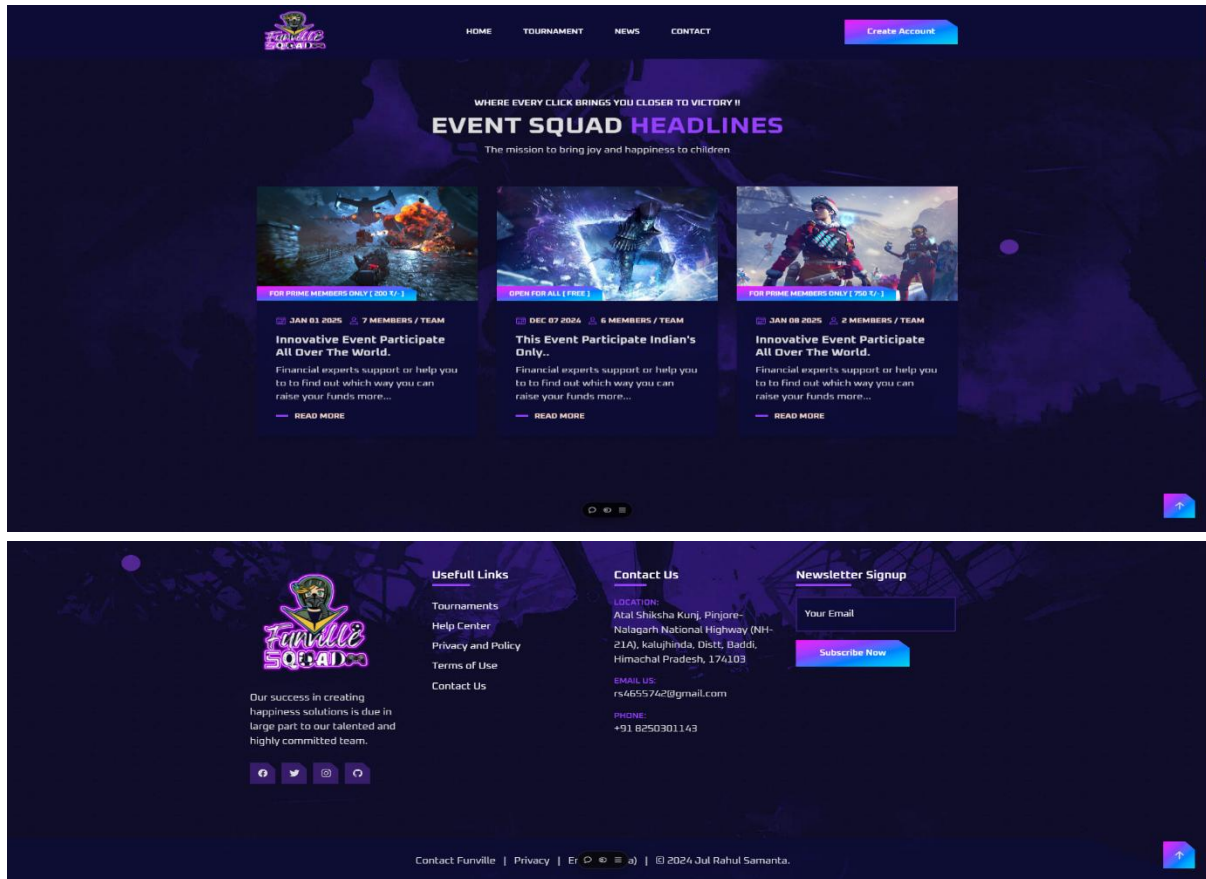 Funville
SQUAD
HOME TOURNAMENT NEWS CONTACT
Create Account
WHERE EVERY CLICK BRINGS YOU CLOSER TO VICTORY !!
EVENT SQUAD HEADLINES
The mission to bring joy and happiness to children
FOR PRIME MEMBERS ONLY [ 200 ₹/- ]
JAN 01 2025 7 MEMBERS / TEAM
Innovative Event Participate
All Over The World.
Financial experts support or help you
to to find out which way you can
raise your funds more...
READ MORE
OPEN FOR ALL [ FREE ]
DEC 07 2024 6 MEMBERS / TEAM
This Event Participate Indian's
Only..
Financial experts support or help you
to to find out which way you can
raise your funds more...
READ MORE
FOR PRIME MEMBERS ONLY [ 750 ₹/- ]
JAN 08 2025 2 MEMBERS / TEAM
Innovative Event Participate
All Over The World.
Financial experts support or help you
to to find out which way you can
raise your funds more...
READ MORE
Funville
SQUAD
Our success in creating
happiness solutions is due in
large part to our talented and
highly committed team.
Usefull Links
Tournaments
Help Center
Privacy and Policy
Terms of Use
Contact Us
Contact Us
LOCATION:
Atal Shiksha Kunj, Pinjore-
Nalagarh National Highway (NH-
21A), kalujhinda, Distt, Baddi,
Himachal Pradesh, 174103
EMAIL US:
rs4655742@gmail.com
PHONE:
+91 8250301143
Newsletter Signup
Your Email
Subscribe Now
Contact Funville | Privacy | a) | © 2024 Jul Rahul Samanta.